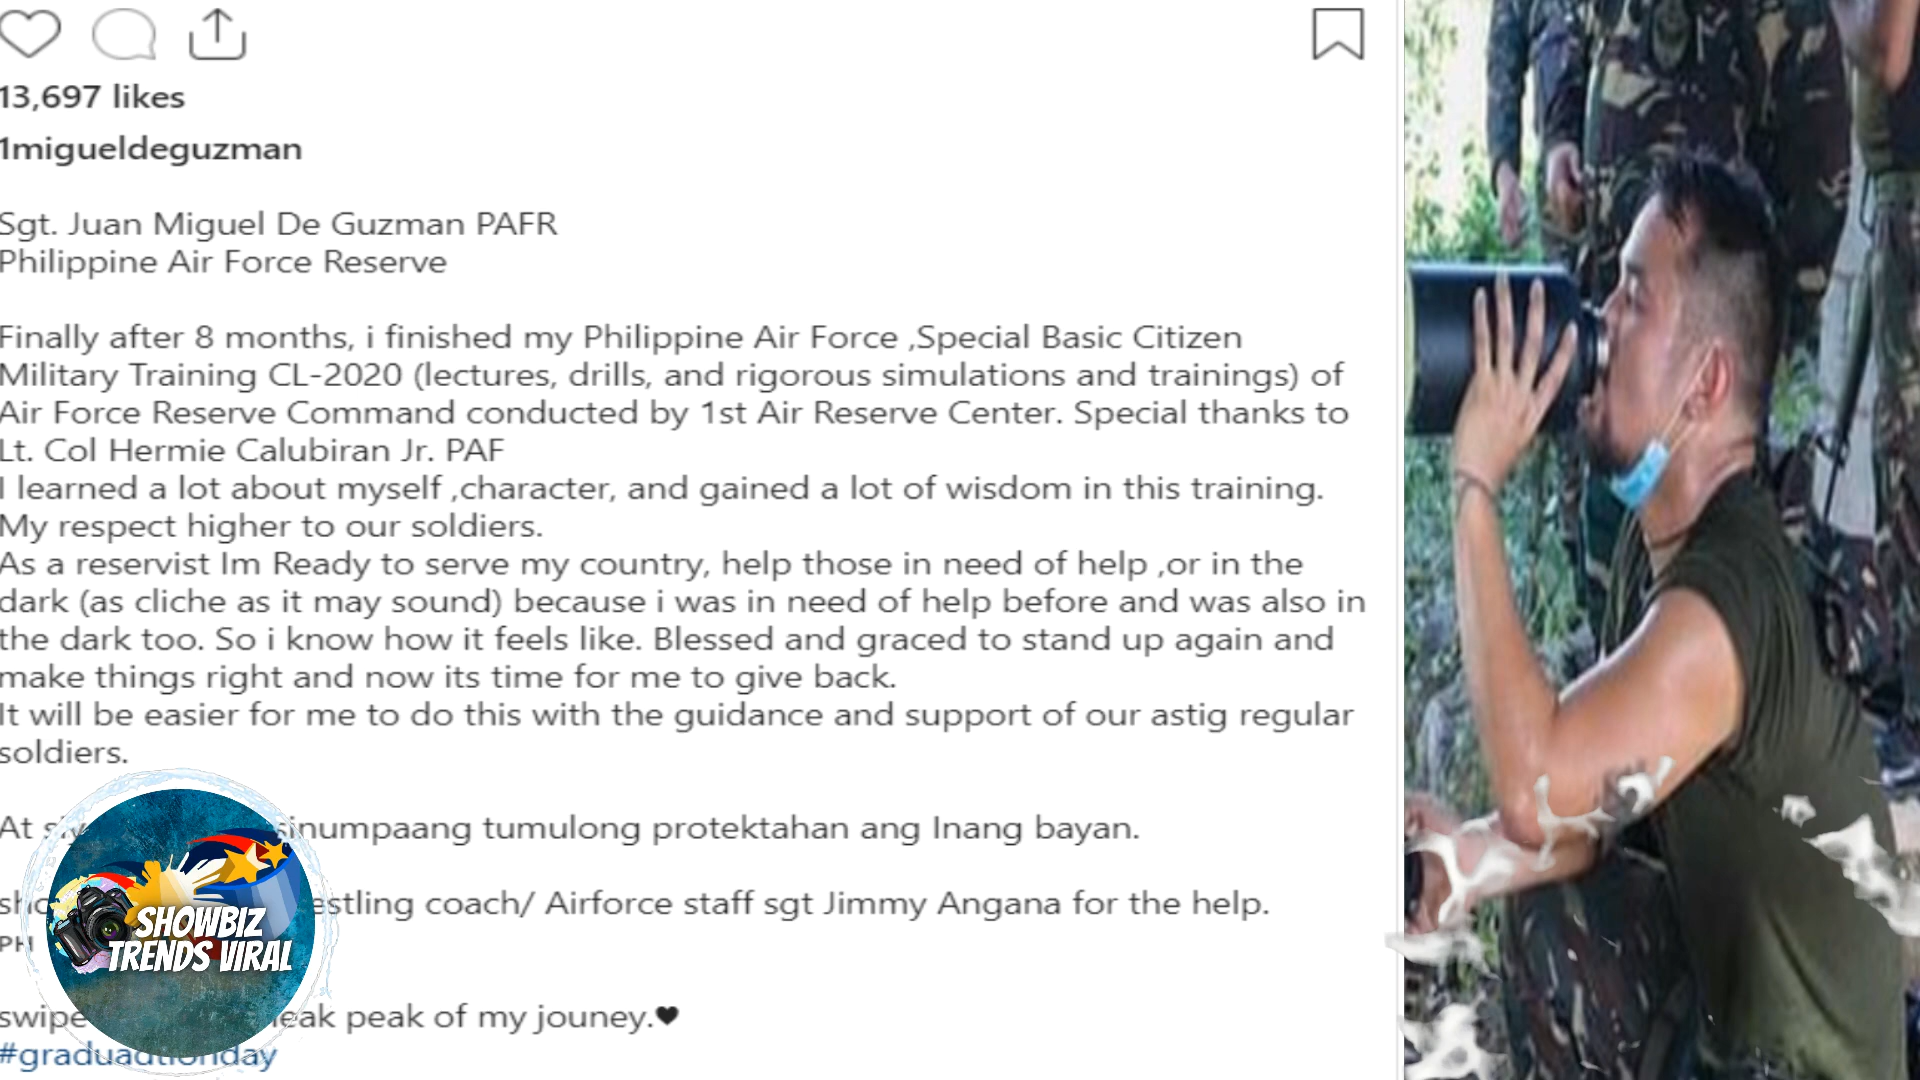 13,697 likes
1migueldeguzman
Sgt. Juan Miguel De Guzman PAFR
Philippine Air Force Reserve
Finally after 8 months, i finished my Philippine Air Force ,Special Basic Citizen
Military Training CL-2020 (lectures, drills, and rigorous simulations and trainings) of
Air Force Reserve Command conducted by 1st Air Reserve Center. Special thanks to
Lt. Col Hermie Calubiran Jr. PAF
I learned a lot about myself ,character, and gained a lot of wisdom in this training.
My respect higher to our soldiers.
As a reservist Im Ready to serve my country, help those in need of help ,or in the
dark (as cliche as it may sound) because i was in need of help before and was also in
the dark too. So i know how it feels like. Blessed and graced to stand up again and
make things right and now its time for me to give back.
It will be easier for me to do this with the guidance and support of our astig regular
soldiers.
At sinumpaang tumulong protektahan ang Inang bayan.
coach/ Airforce staff sgt Jimmy Angana for the help.
PH
swipe peak of my jouney.♥
#graduadtionday
SHOWBIZ
TRENDS VIRAL